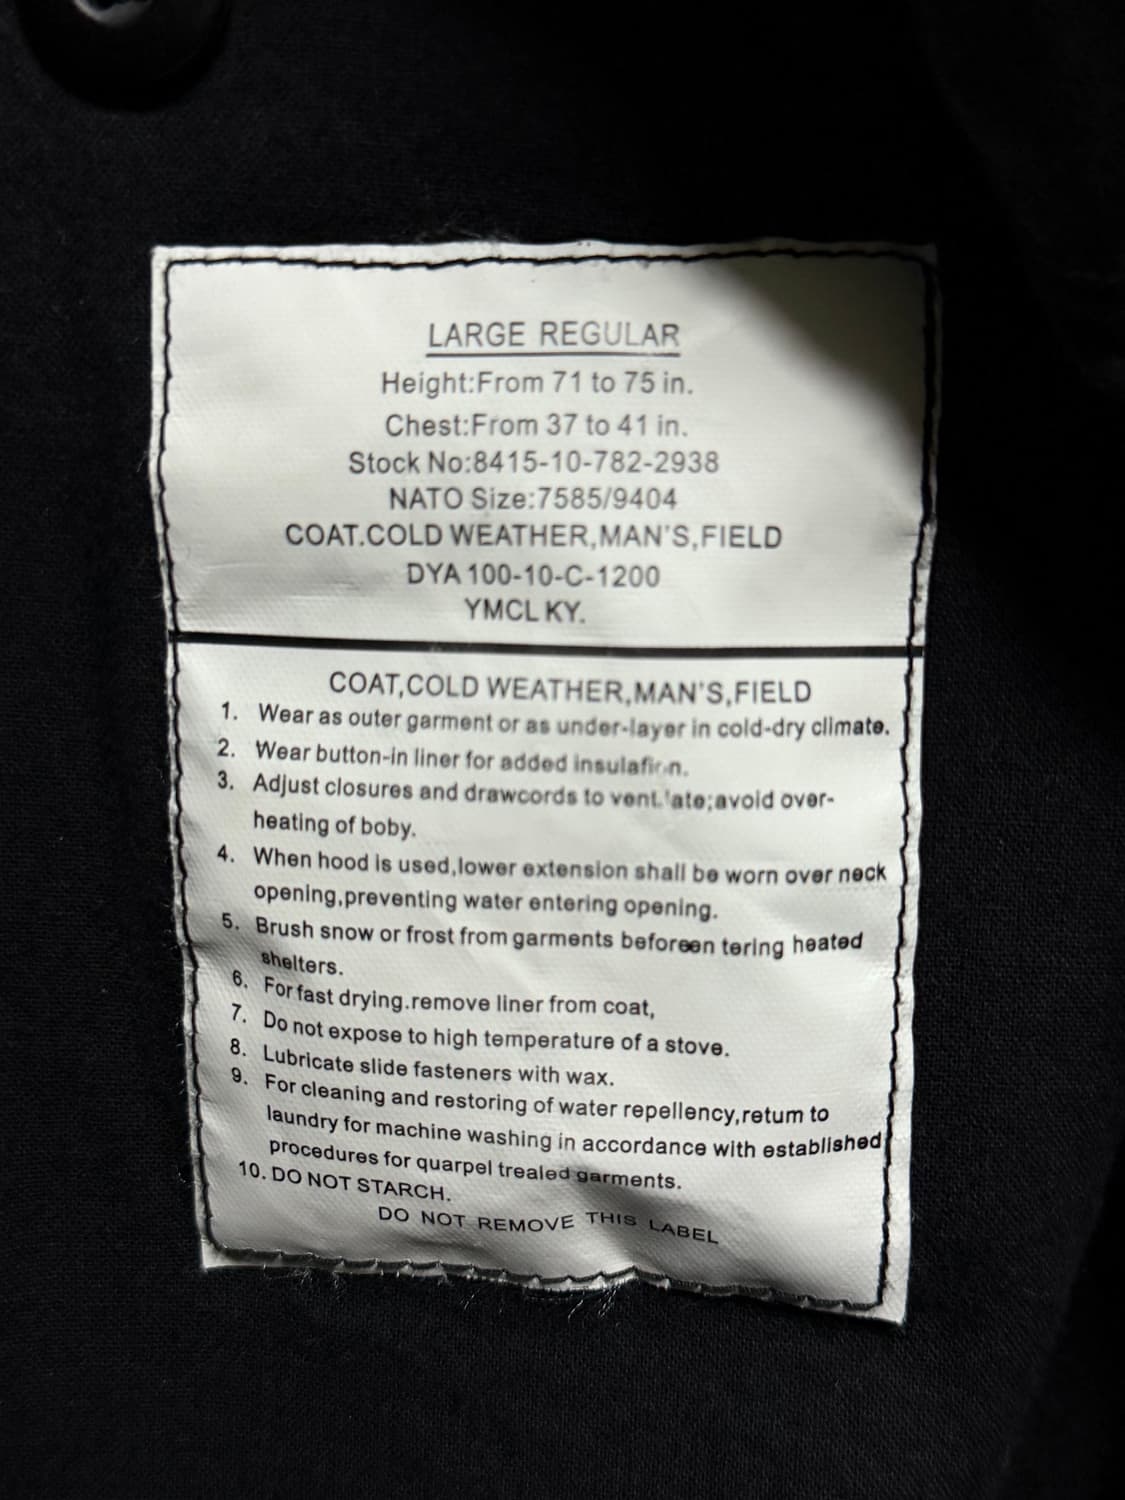 LARGE REGULAR
Height:From 71 to 75 in.
Chest:From 37 to 41 in.
Stock No:8415-10-782-2938
NATO Size:7585/9404
COAT.COLD WEATHER,MAN'S,FIELD
DYA 100-10-C-1200
YMCL KY.
COAT,COLD WEATHER,MAN'S,FIELD
1. Wear as outer garment or as under-layer in cold-dry climate.
2. Wear button-in liner for added
3. Adjust closures and drawcords to avoid over-
heating of boby.
4. When hood is used,lower extension shall be worn over neck
opening,preventing water entering opening.
5. Brush snow or frost from garments beforeen tering heated
shelters.
6. For fast drying.remove liner from coat,
7. Do not expose to high temperature of a stove.
8. Lubricate slide fasteners with wax.
9. For cleaning and restoring of water repellency,retum to
laundry for machine washing in accordance with established
procedures for quarpel trealed garments.
10. DO NOT STARCH.
DO NOT REMOVE THIS LABEL